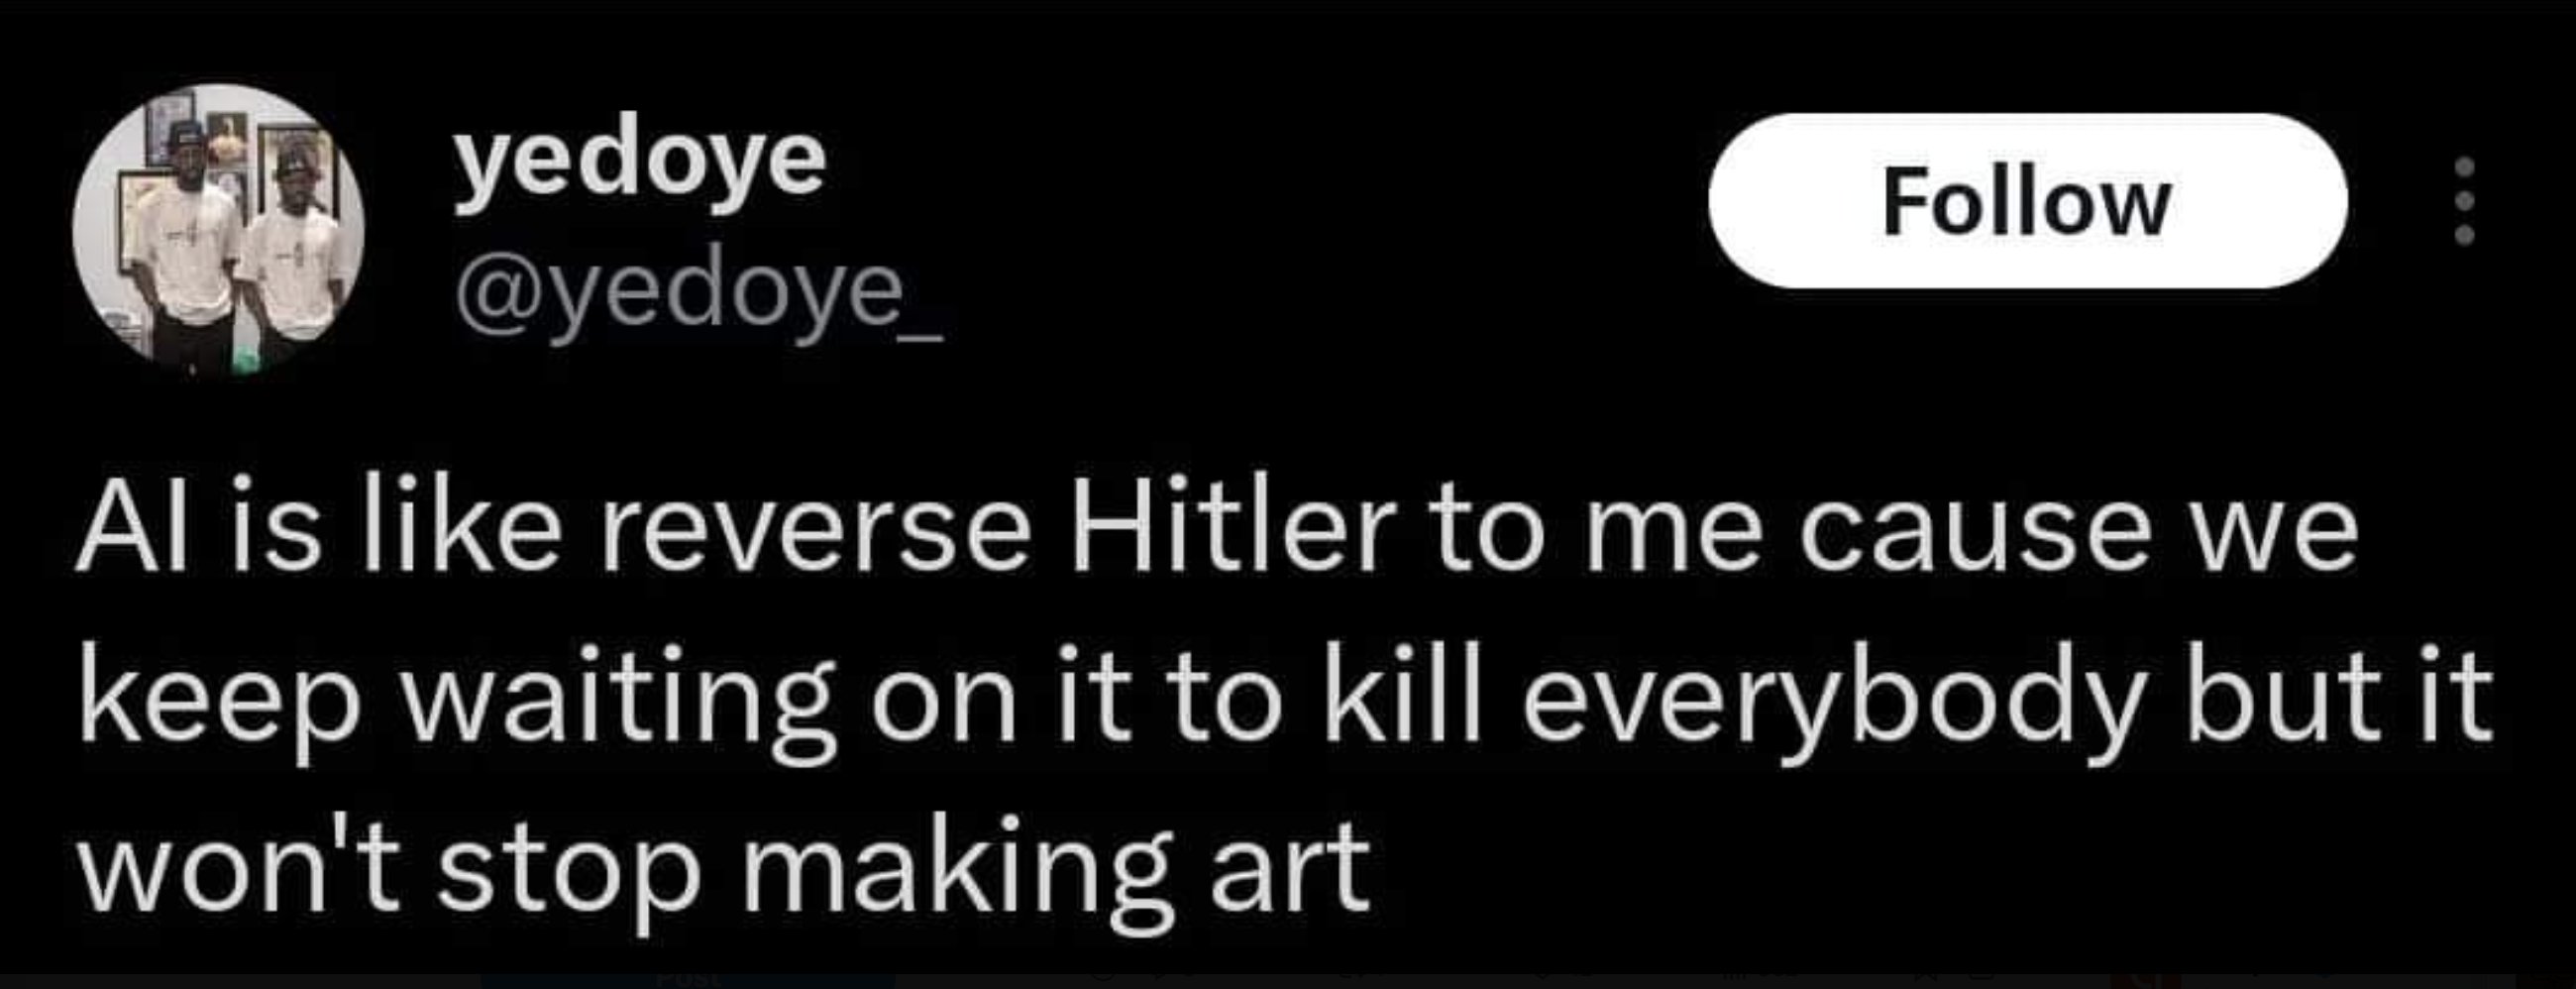 yedoye
@yedoye_
Follow
AI is like reverse Hitler to me cause we
keep waiting on it to kill everybody but it
won't stop making art
Post